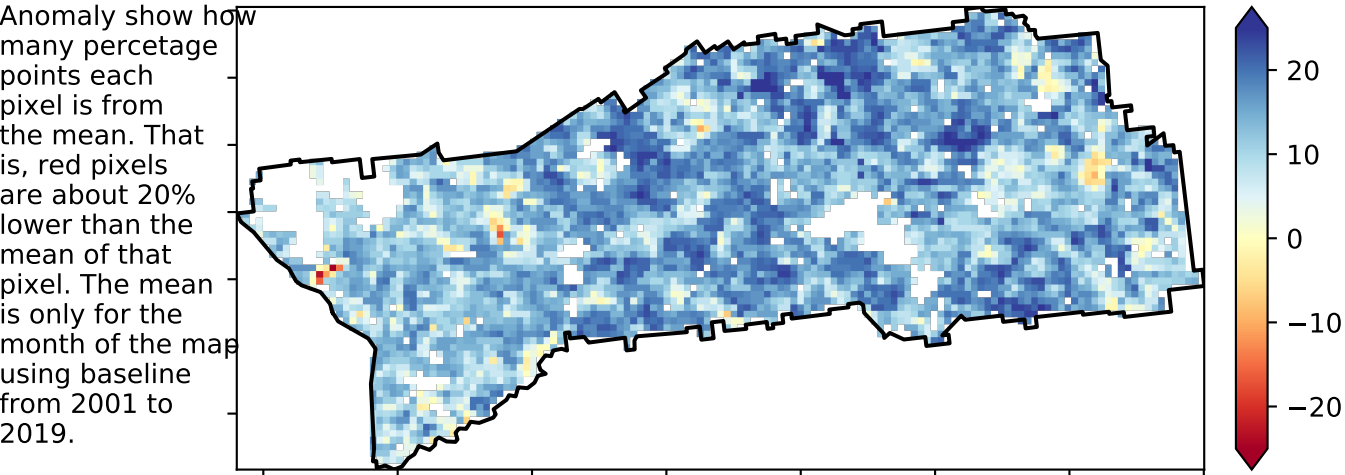 Anomaly show how
many percetage
points each
pixel is from
the mean. That
is, red pixels
are about 20%
lower than the
mean of that
pixel. The mean
is only for the
month of the map
using baseline
from 2001 to
2019.
20
10
0
−10
−20